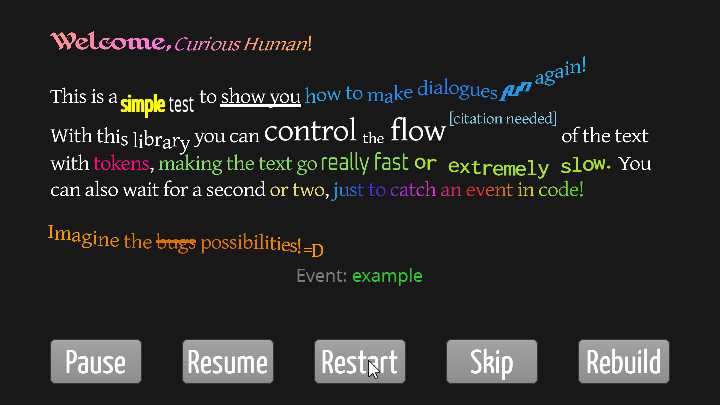 Welcome, Curious Human!
This is a simple test to show you how to make dialogues fun again!
With this library you can control the flow [citation needed] of the text
with tokens, making the text go really fast or extremely slow. You
can also wait for a second or two, just to catch an event in code!
Imagine the bugs possibilities! =D
Event: example
Pause Resume Restart Skip Rebuild